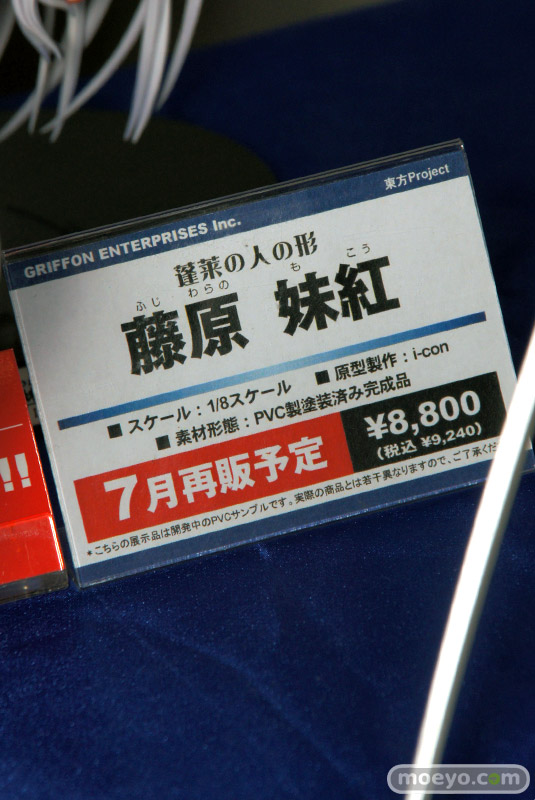 東方Project
GRIFFON ENTERPRISES Inc.
蓬莱の人の形
ふじ わらの も こう
藤原 妹紅
■ スケール：1/8スケール ■ 原型製作：i-con
■ 素材形態：PVC製塗装済み完成品
7月再販予定
¥8,800
(税込 ¥9,240)
*こちらの展示品は開発中のPVCサンプルです。実際の商品とは若干異なりますので、ご了承くだ
!!
moeyo.com